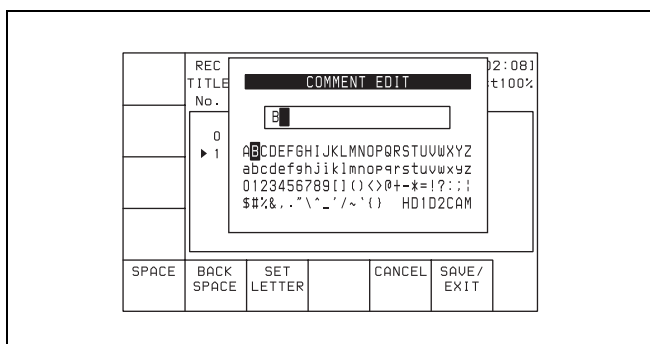 REC 02:08]
TITLE COMMENT EDIT t100%
No.
B
0
▶ 1 ABCDEFGHIJKLMNOPQRSTUVWXYZ
abcdefghijklmnopqrstuvwxyz
0123456789[]()<>@+-*=!?:;¦
$#%&,."\^_'/~`{} HD1D2CAM
SPACE BACK SPACE SET LETTER CANCEL SAVE/ EXIT